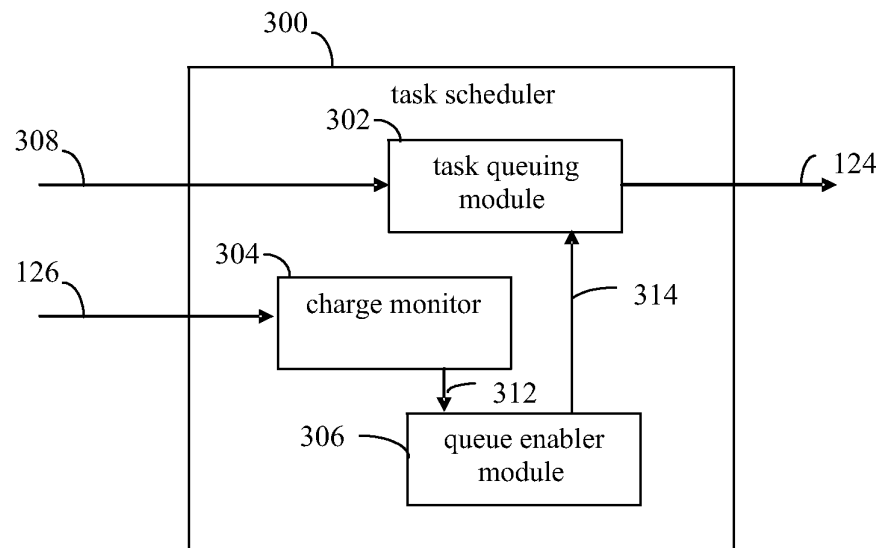 300
task scheduler
302
308
task queuing
module
124
304
126
charge monitor
314
312
306
queue enabler
module